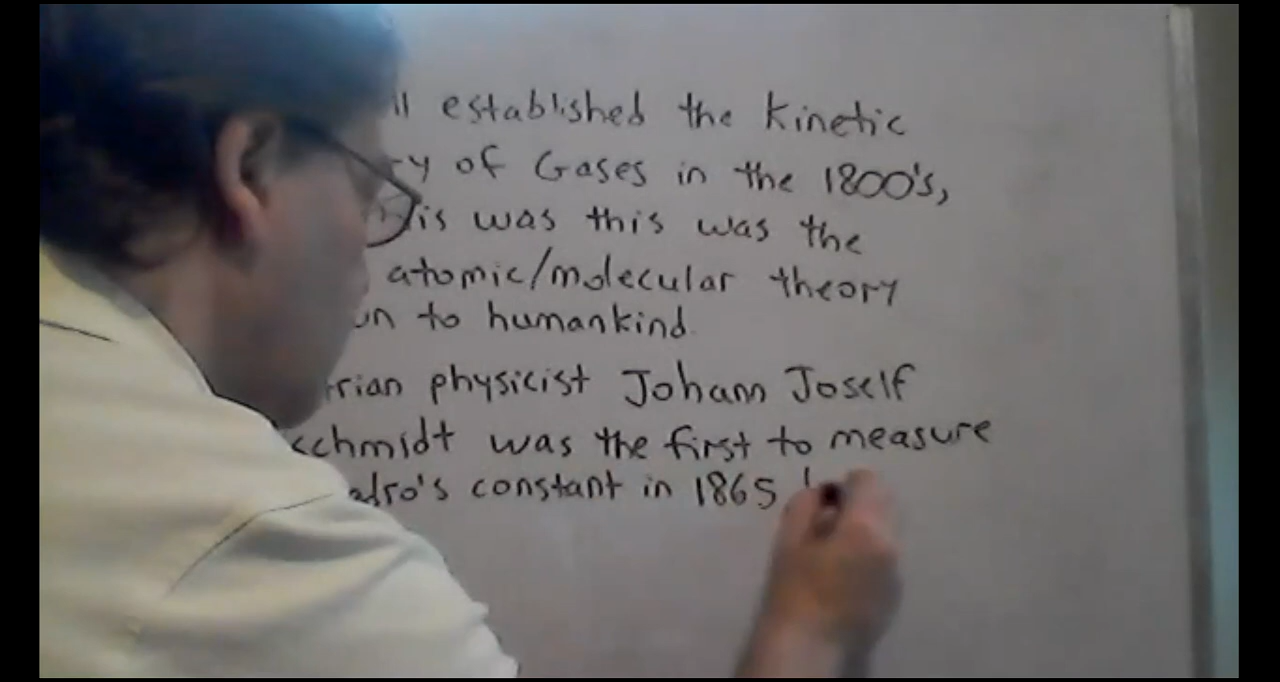 established the kinetic
of Gases in the 1800's,
was this was the
atomic/molecular theory
to humankind.
physicist Johann Joself
was the first to measure
constant in 1865